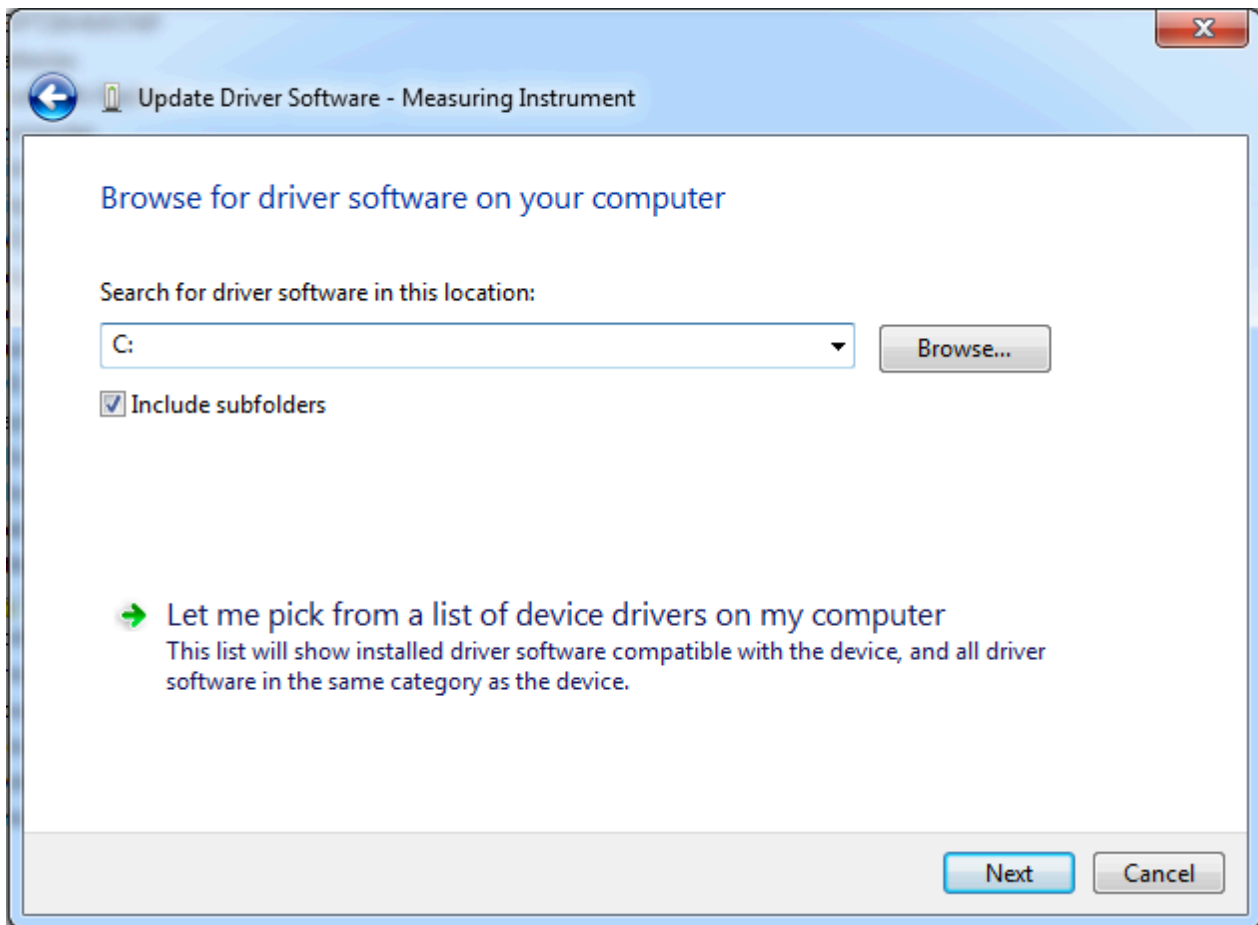 Update Driver Software - Measuring Instrument
Browse for driver software on your computer
Search for driver software in this location:
C:
Browse...
Include subfolders
Let me pick from a list of device drivers on my computer
This list will show installed driver software compatible with the device, and all driver
software in the same category as the device.
Next
Cancel